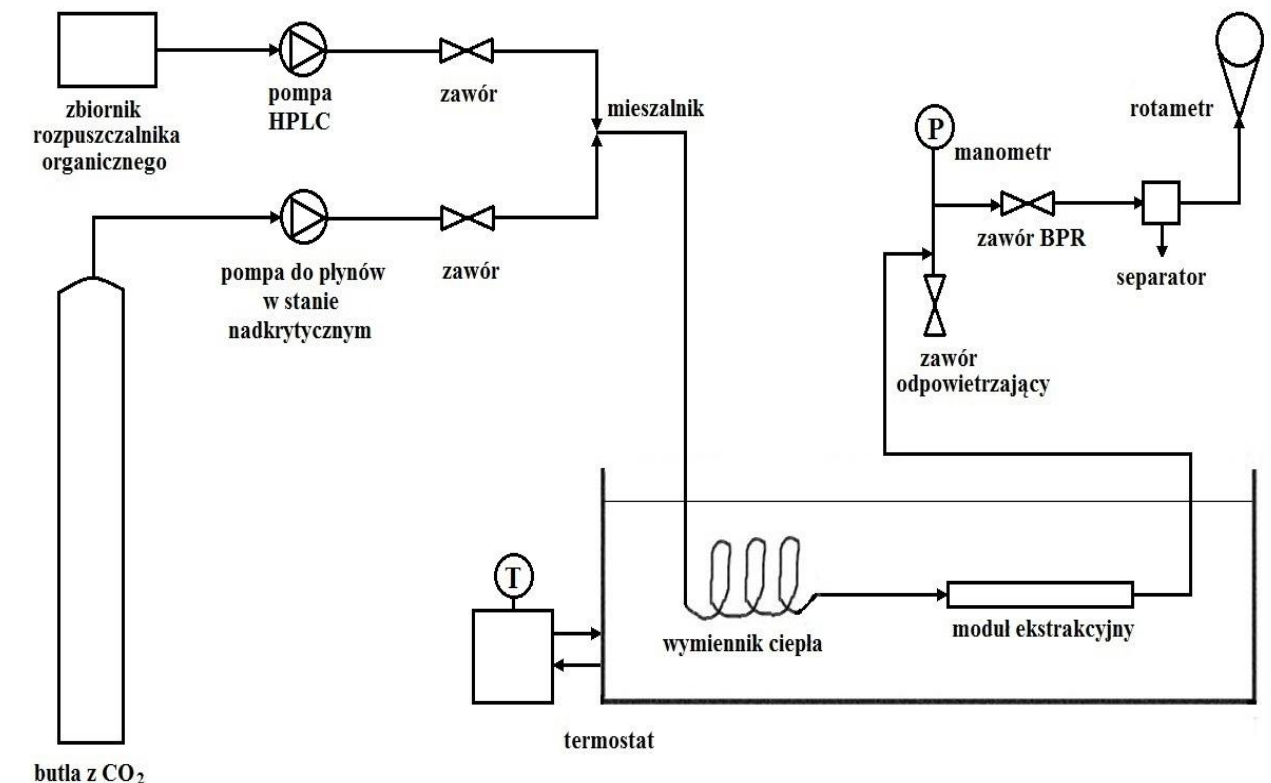 zbiornik
rozpuszczalnika
organicznego
pompa
HPLC
zawór
mieszalnik
pompa do płynów
w stanie
nadkrytycznym
zawór
butla z CO₂
T
termostat
wymiennik ciepła
moduł ekstrakcyjny
P
manometr
zawór BPR
zawór
odpowietrzający
separator
rotametr